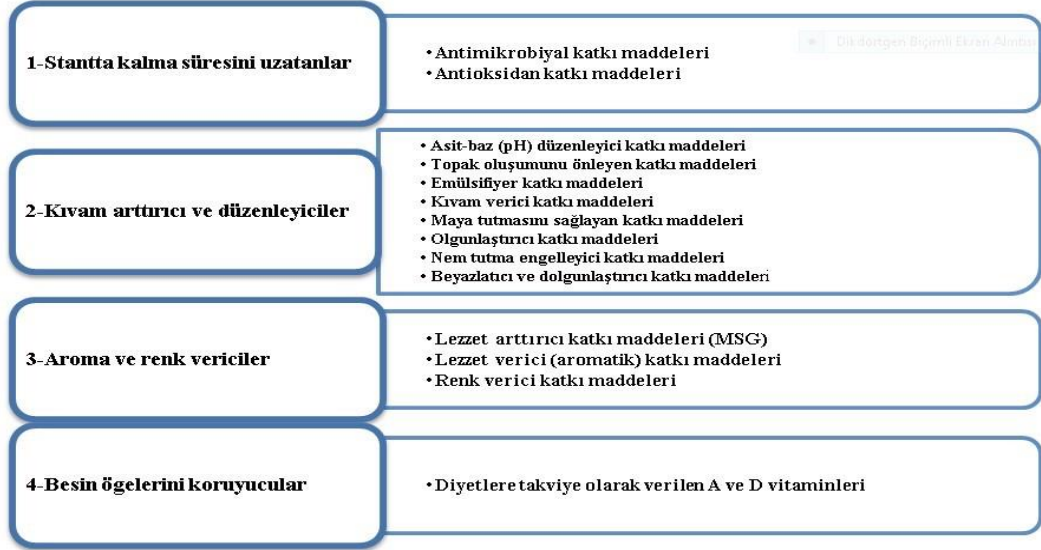 1-Stantta kalma süresini uzatanlar
• Antimikrobiyal katkı maddeleri
• Antioksidan katkı maddeleri
Dikdörtgen Biçimli Ekran Alıntısı
2-Kıvam arttırıcı ve düzenleyiciler
• Asit-baz (pH) düzenleyici katkı maddeleri
• Topak oluşumunu önleyen katkı maddeleri
• Emülsifiyer katkı maddeleri
• Kıvam verici katkı maddeleri
• Maya tutmasını sağlayan katkı maddeleri
• Olgunlaştırıcı katkı maddeleri
• Nem tutma engelleyici katkı maddeleri
• Beyazlatıcı ve dolgunlaştırıcı katkı maddeleri
3-Aroma ve renk vericiler
• Lezzet arttırıcı katkı maddeleri (MSG)
• Lezzet verici (aromatik) katkı maddeleri
• Renk verici katkı maddeleri
4-Besin ögelerini koruyucular
• Diyetlere takviye olarak verilen A ve D vitaminleri